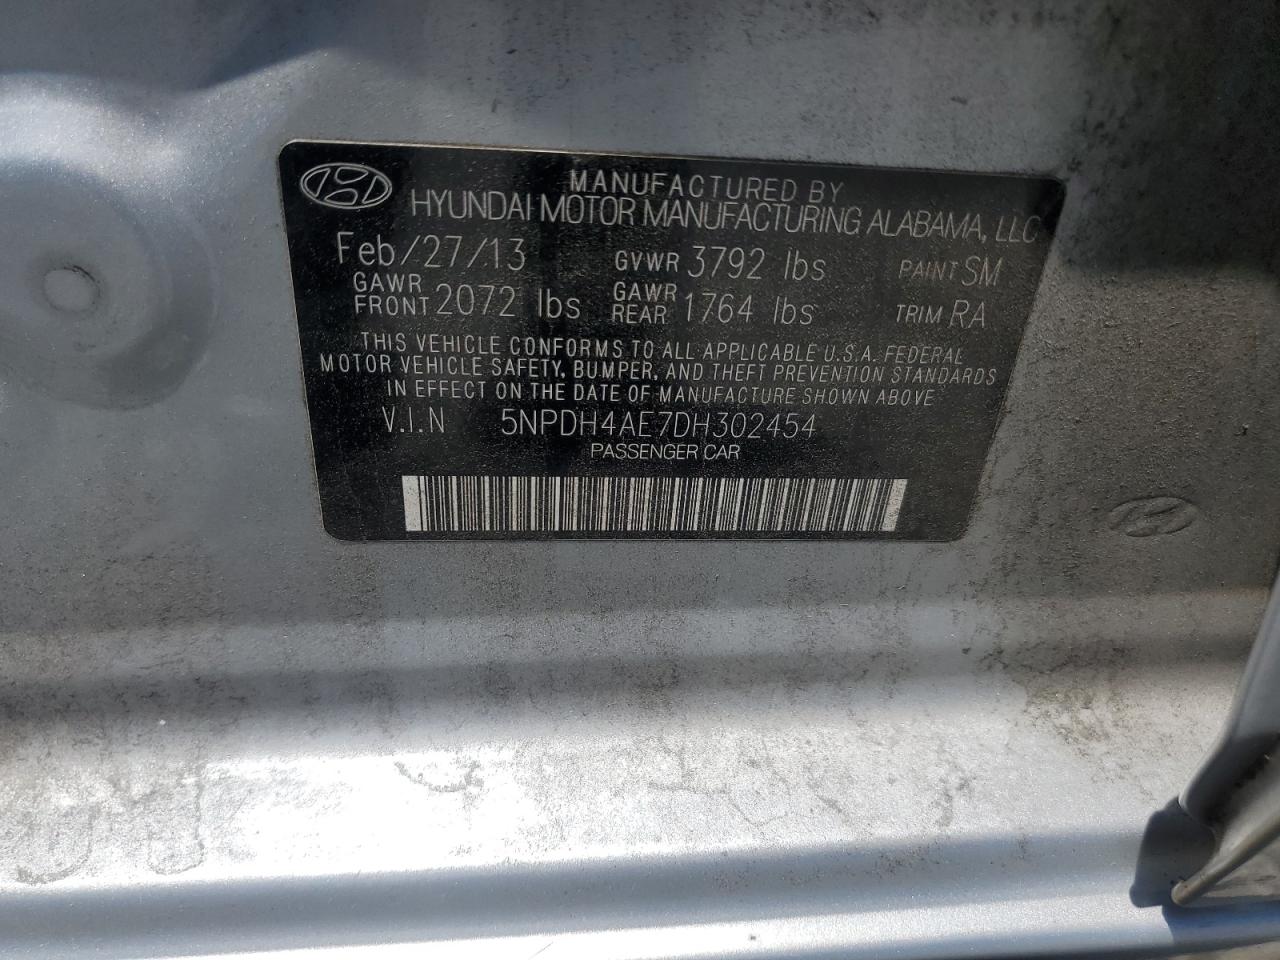 MANUFACTURED BY
HYUNDAI MOTOR MANUFACTURING ALABAMA, LLC
Feb/27/13 GVWR 3792 lbs PAINT SM
GAWR FRONT 2072 lbs GAWR REAR 1764 lbs TRIM RA
THIS VEHICLE CONFORMS TO ALL APPLICABLE U.S.A. FEDERAL
MOTOR VEHICLE SAFETY, BUMPER, AND THEFT PREVENTION STANDARDS
IN EFFECT ON THE DATE OF MANUFACTURE SHOWN ABOVE
V.I.N 5NPDH4AE7DH302454
PASSENGER CAR